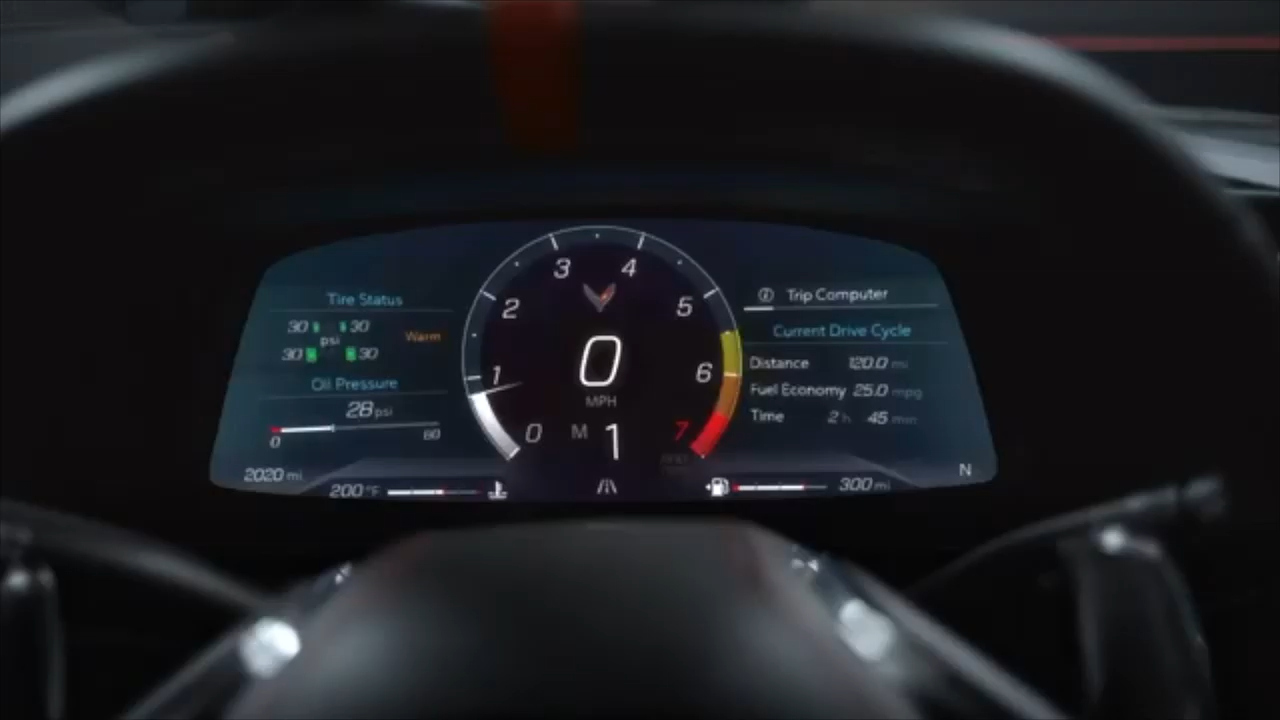 Tire Status
30 30
psi
Warm
30 30
Oil Pressure
28 psi
0
2020 mi
200 °F
3 4
2 5
1 6
0
MPH
0 M 1 7
Trip Computer
Current Drive Cycle
Distance 120.0 mi
Fuel Economy 25.0 mpg
Time 2 h 45 min
N
300 mi